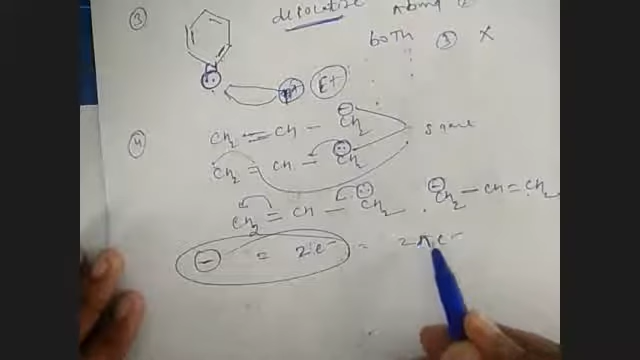 ③ depolarize
both ③ X
E+
④ CH2 = CH - CH2 ⊖
CH2 = CH - CH2 same
CH2 = CH - CH2 . ⊖ CH2 - CH = CH2
⊖ = 2e- = 2πe-